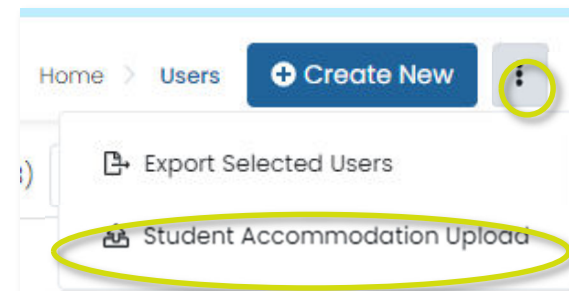 Home > Users Create New
)
Export Selected Users
Student Accommodation Upload